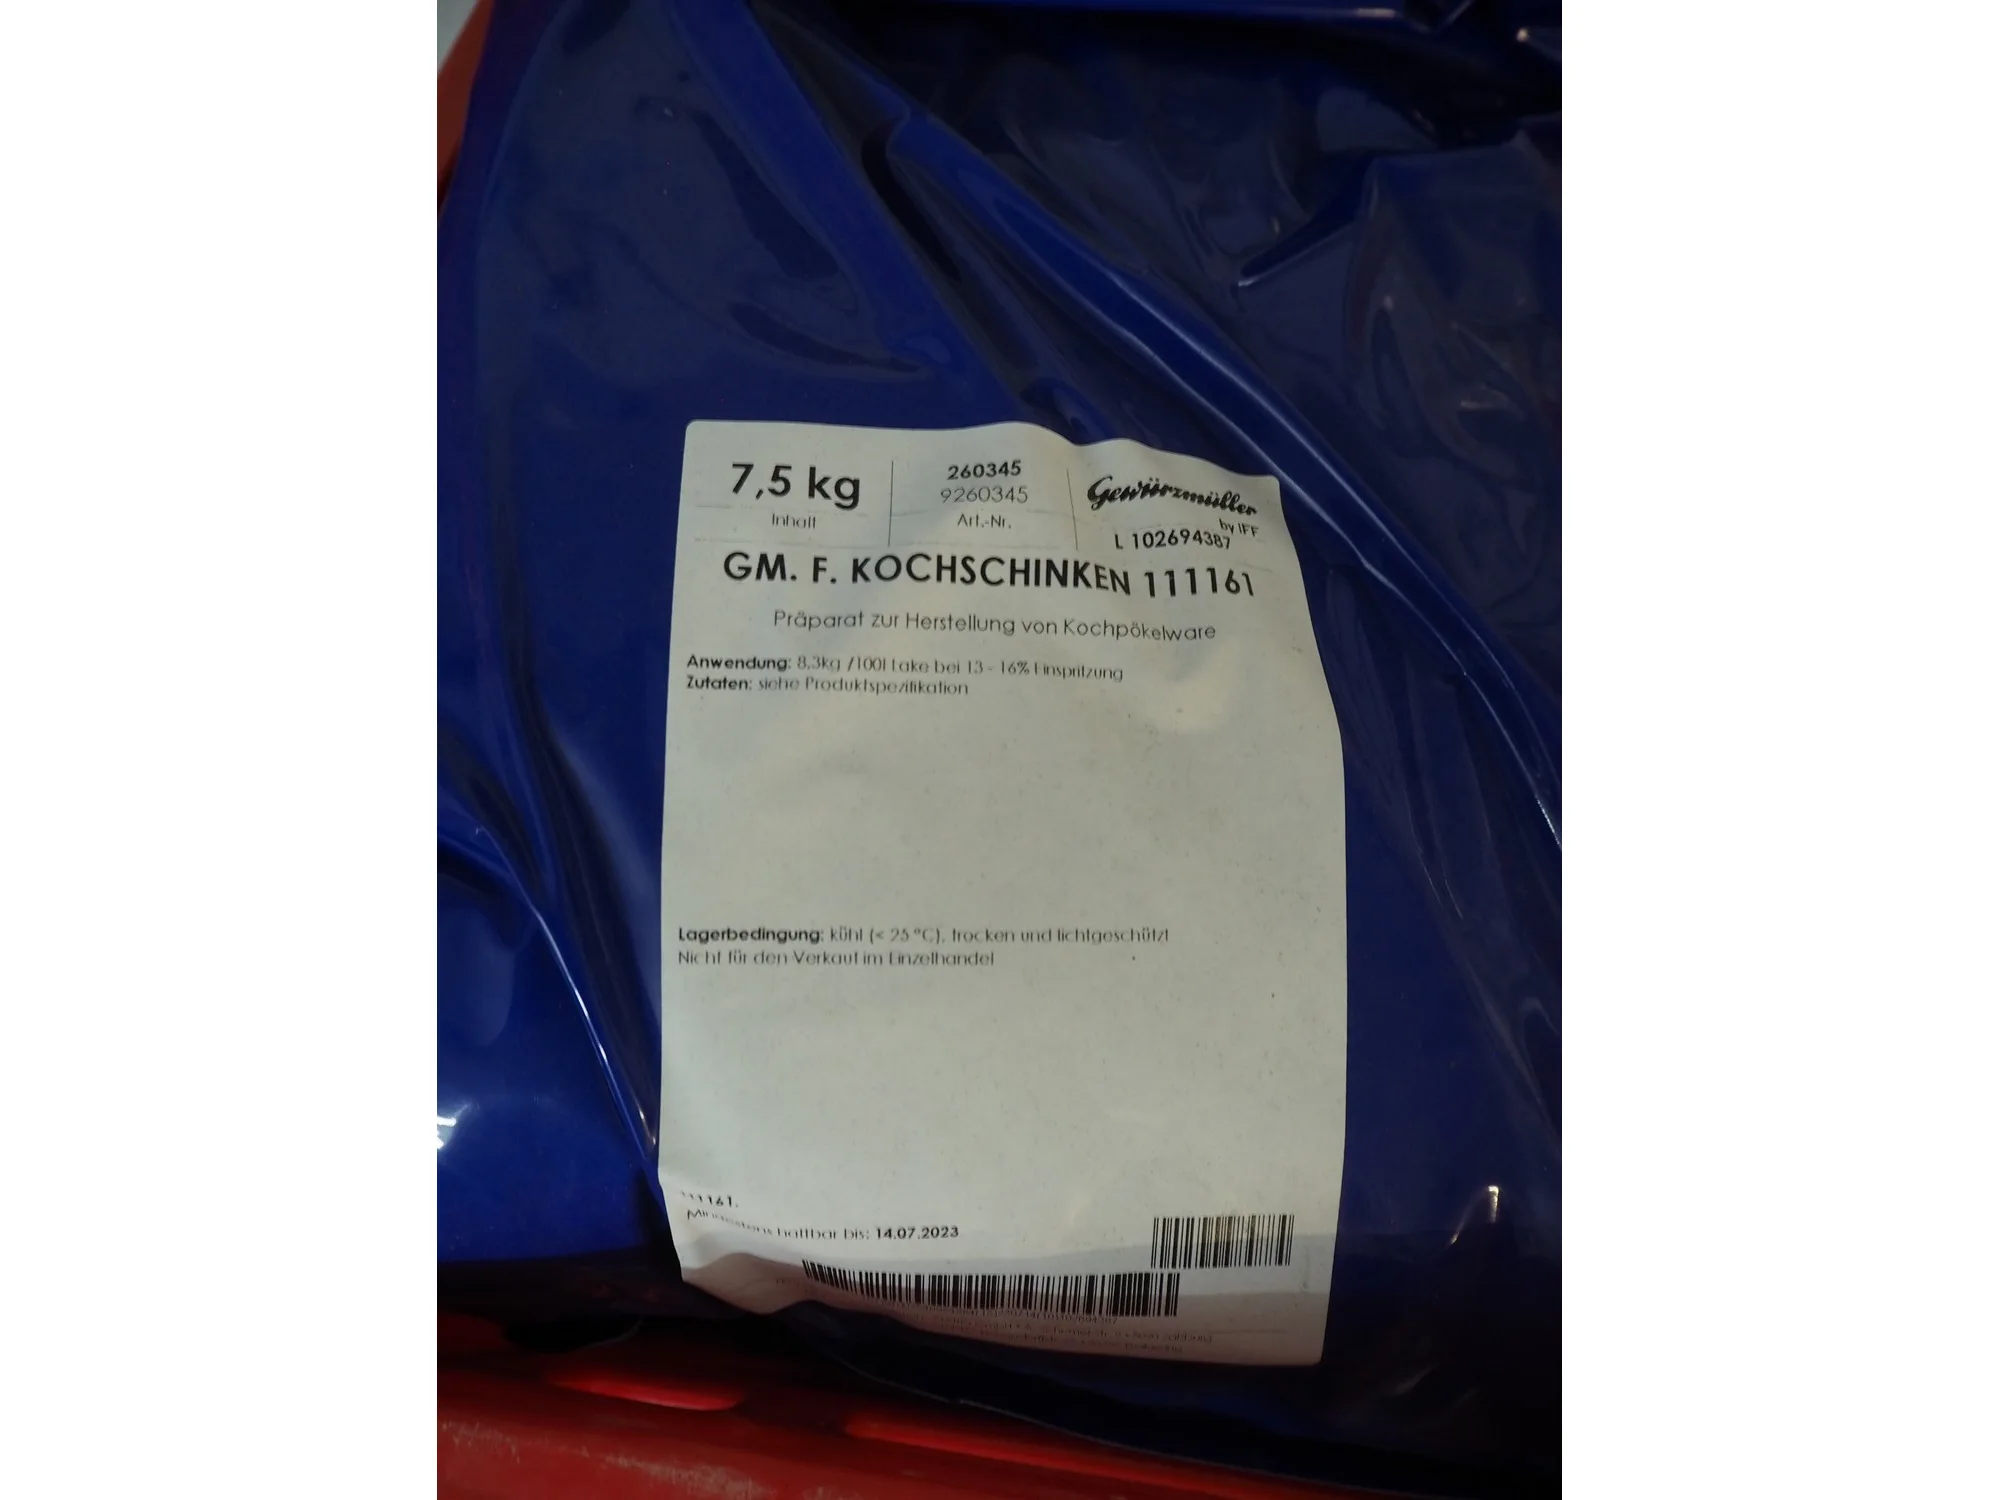 7,5 kg
Inhalt
260345
9260345
Art.-Nr.
Gewürzmüller
by IFF
L 102694387
GM. F. KOCHSCHINKEN 111161
Präparat zur Herstellung von Kochpökelware
Anwendung: 8,3kg /100l Lake bei 13 - 16% Einspritzung
Zutaten: siehe Produktspezifikation
Lagerbedingung: kühl (< 25 °C), trocken und lichtgeschützt
Nicht für den Verkauf im Einzelhandel
111161.
Mindestens haltbar bis: 14.07.2023